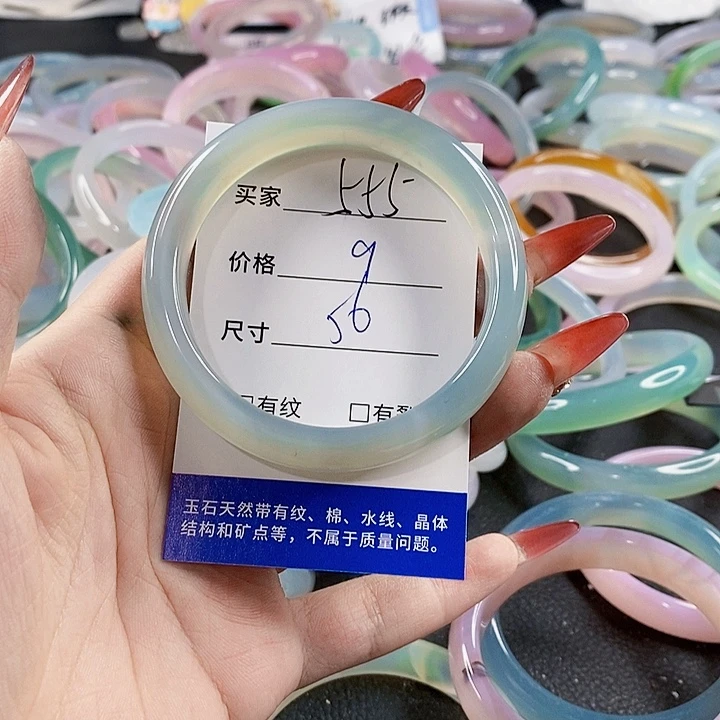 买家 555
价格 9
尺寸 56
有纹 □有裂
玉石天然带有纹、棉、水线、晶体
结构和矿点等，不属于质量问题。